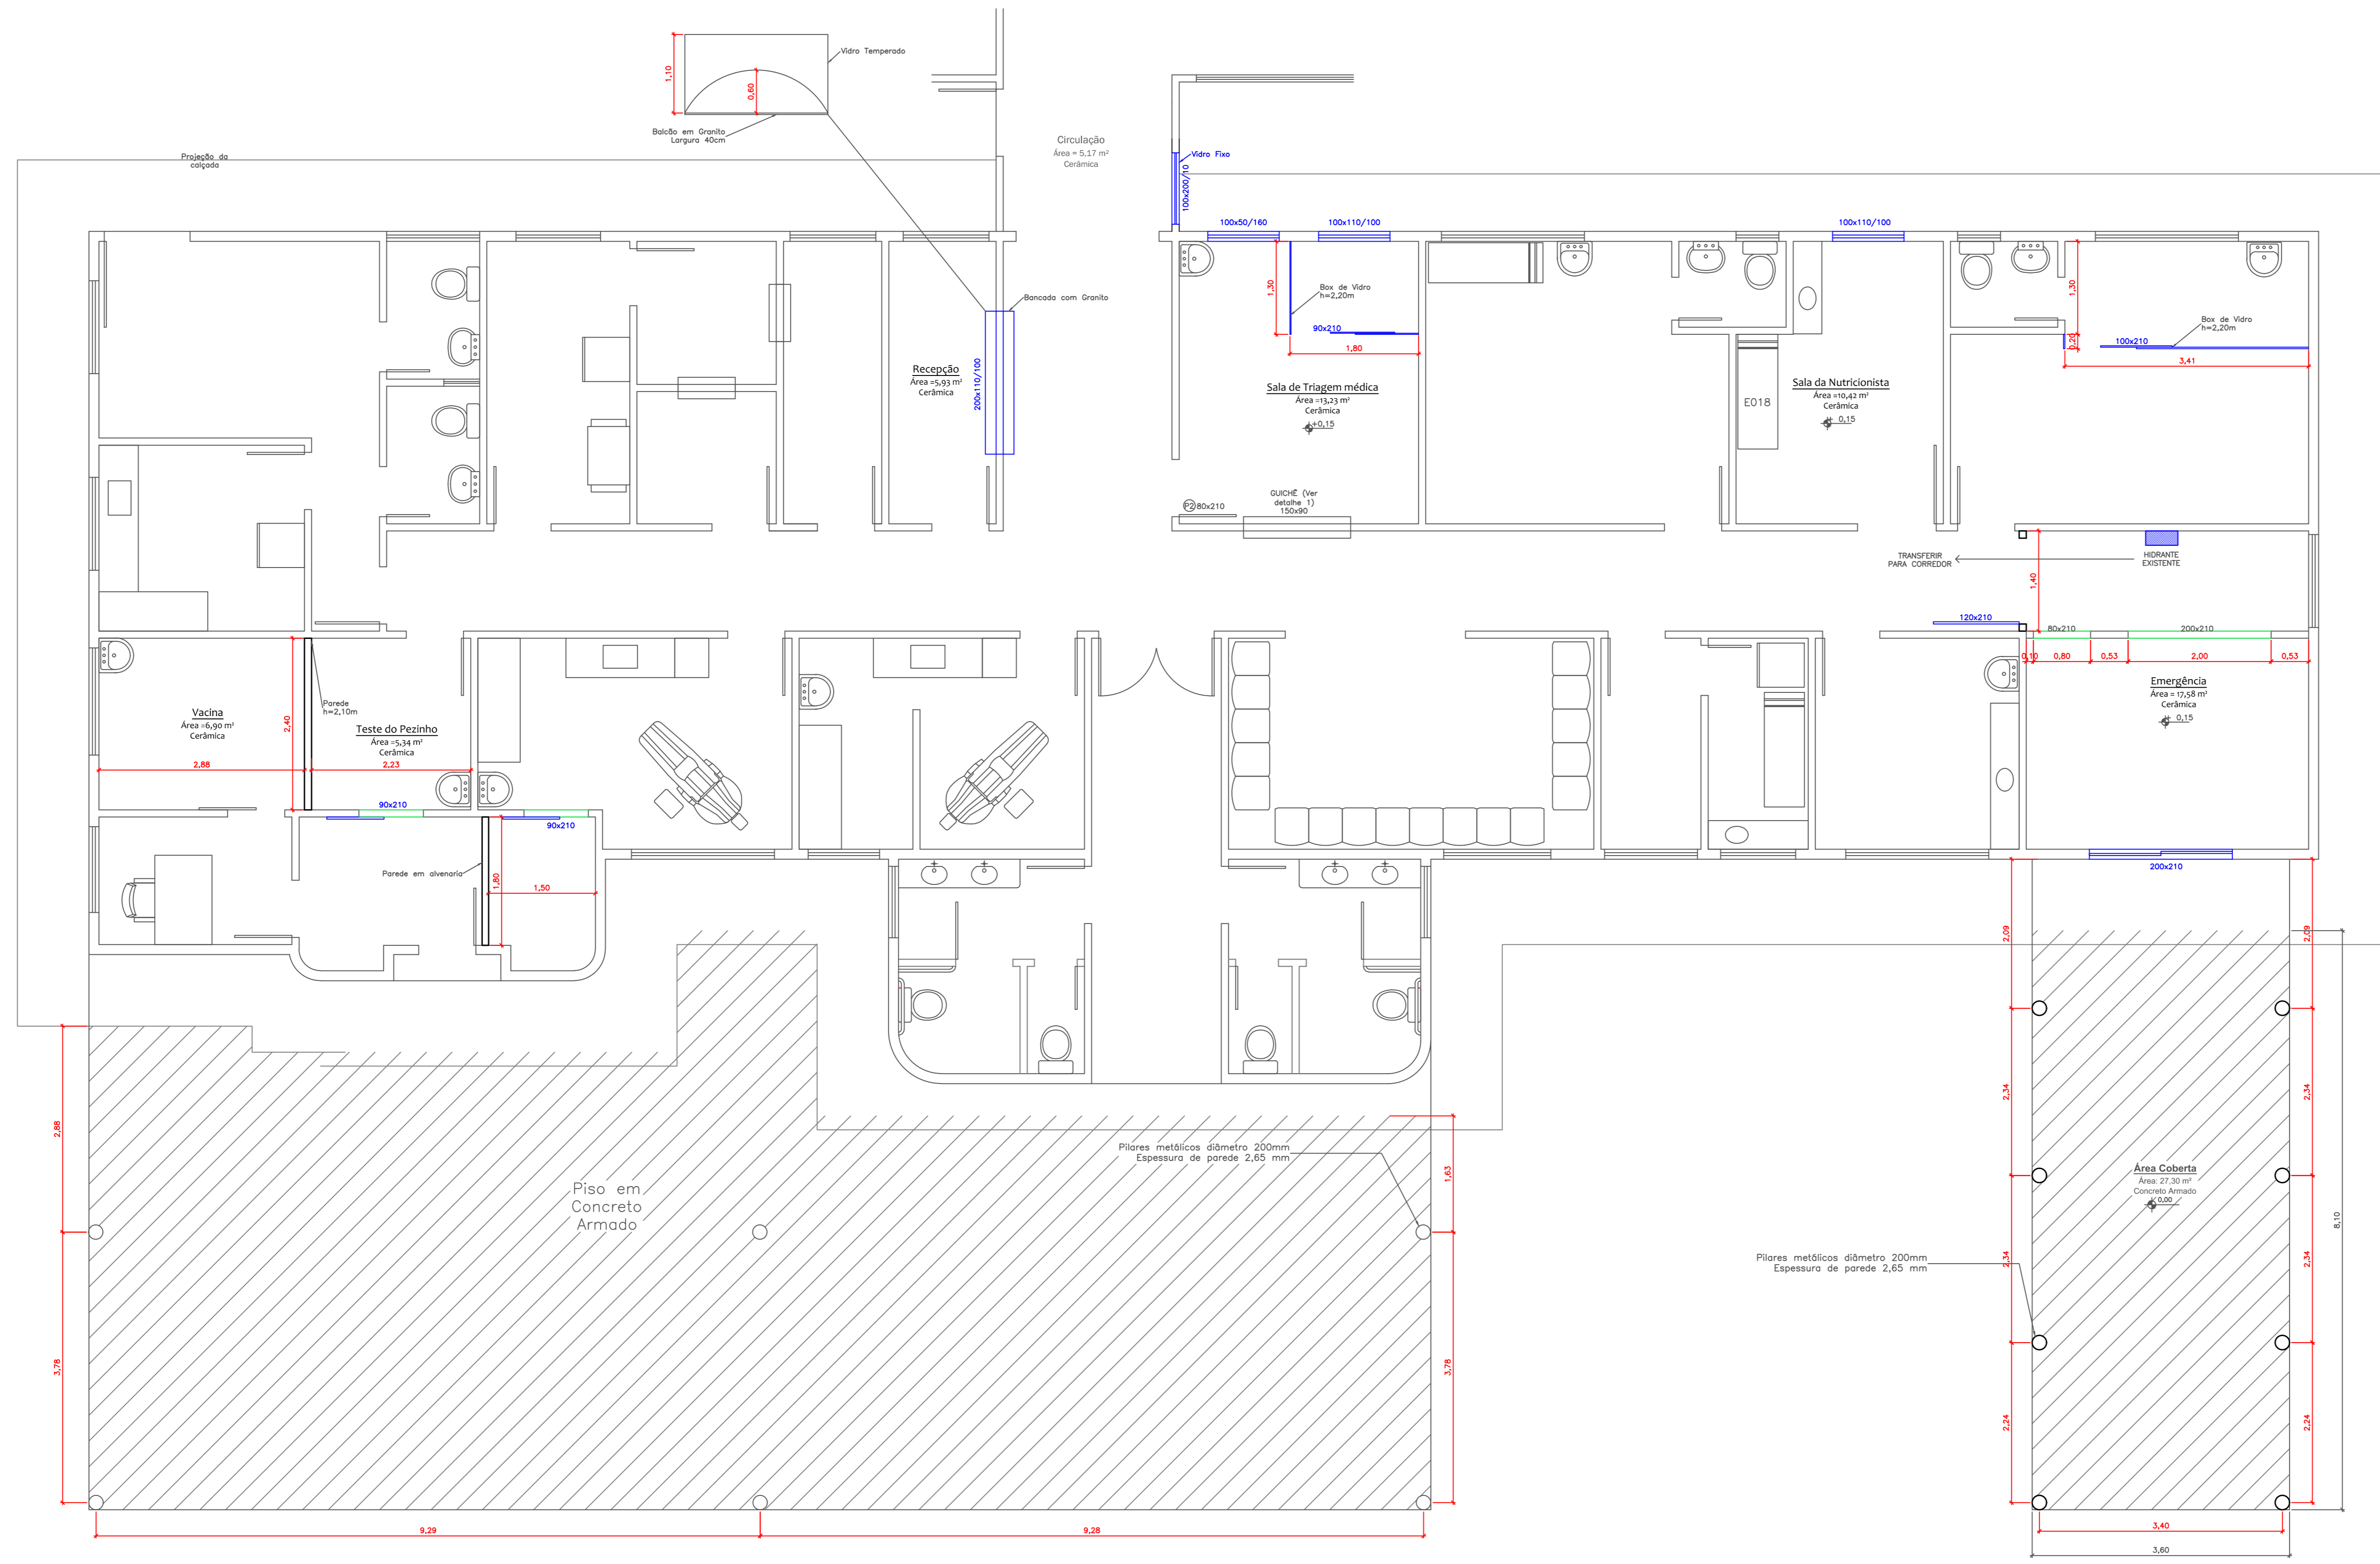 1,10
0,60
Vidro Temperado
Balcão em Granito
Largura 40cm
Projeção da
calçada
Circulação
Área = 5,17 m²
Cerâmica
Vidro Fixo
100x200/10
100x50/160
100x110/100
100x110/100
1,30
Box de Vidro
h=2,20m
90x210
1,80
Bancada com Granito
200x110/100
Recepção
Área =5,93 m²
Cerâmica
Sala de Triagem médica
Área =13,23 m²
Cerâmica
+0,15
E018
Sala da Nutricionista
Área =10,42 m²
Cerâmica
+ 0,15
1,30
0,20
Box de Vidro
h=2,20m
100x210
3,41
P2 80x210
GUICHÊ (Ver
detalhe 1)
150x90
TRANSFERIR
PARA CORREDOR
HIDRANTE
EXISTENTE
1,40
120x210
80x210
200x210
0,10
0,80
0,53
2,00
0,53
Emergência
Área = 17,58 m²
Cerâmica
+ 0,15
200x210
Vacina
Área =6,90 m²
Cerâmica
2,40
2,88
Parede
h=2,10m
Teste do Pezinho
Área =5,34 m²
Cerâmica
2,23
90x210
90x210
Parede em alvenaria
1,80
1,50
2,09
2,09
2,34
2,34
2,88
3,78
Piso em
Concreto
Armado
Pilares metálicos diâmetro 200mm
Espessura de parede 2,65 mm
1,63
3,78
Área Coberta
Área: 27,30 m²
Concreto Armado
0,00
8,10
Pilares metálicos diâmetro 200mm
Espessura de parede 2,65 mm
2,34
2,34
2,24
2,24
9,29
9,28
3,40
3,60